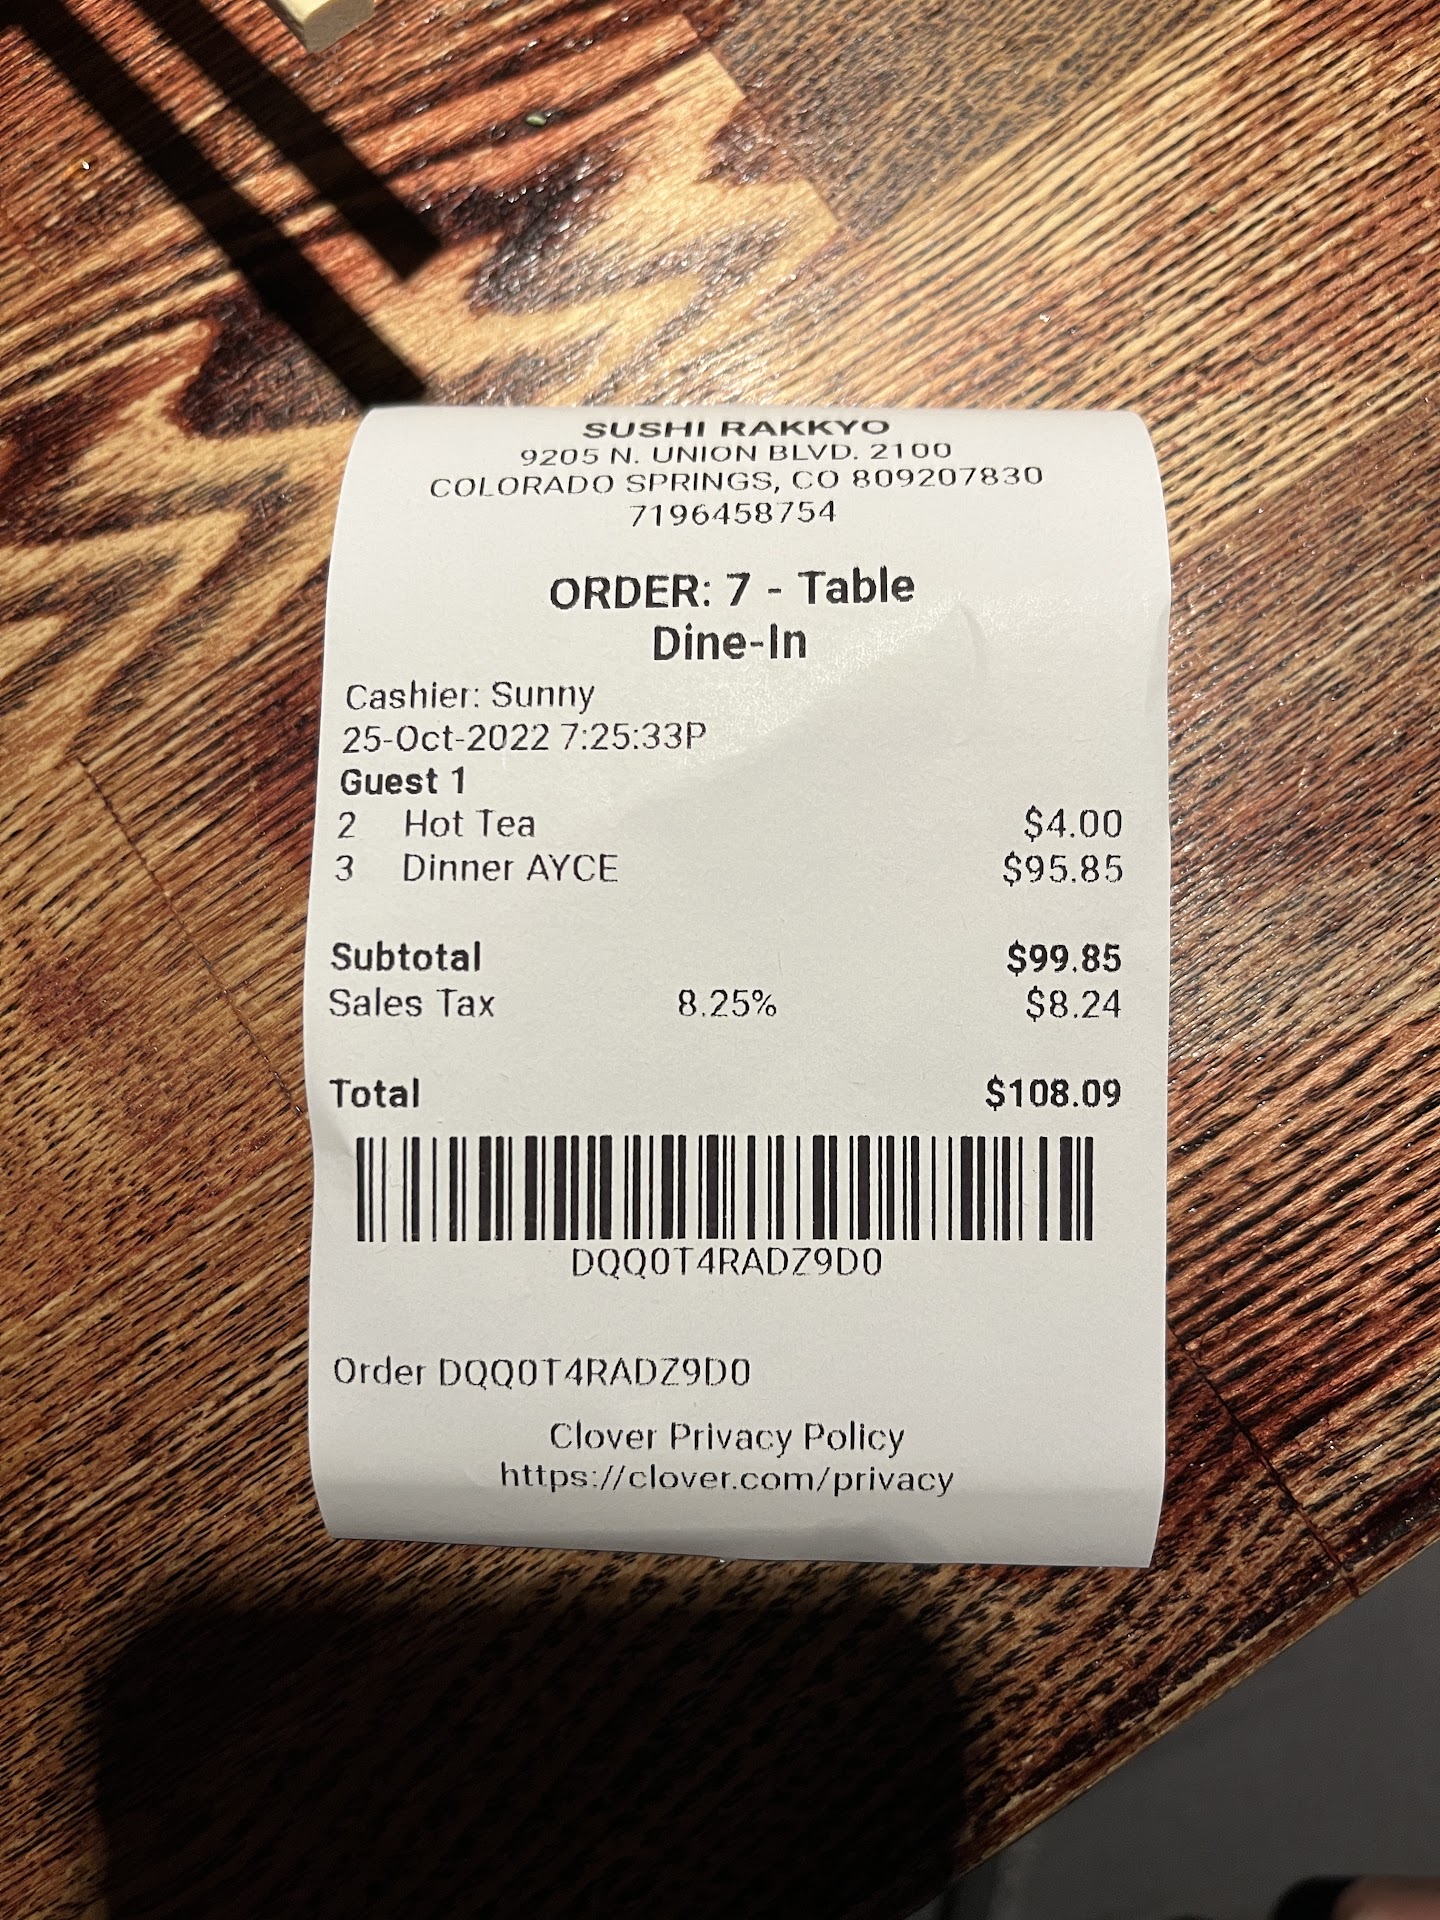 SUSHI RAKKYO
9205 N. UNION BLVD. 2100
COLORADO SPRINGS, CO 809207830
7196458754
ORDER: 7 - Table
Dine-In
Cashier: Sunny
25-Oct-2022 7:25:33P
Guest 1
2 Hot Tea $4.00
3 Dinner AYCE $95.85
Subtotal $99.85
Sales Tax 8.25% $8.24
Total $108.09
DQQ0T4RADZ9D0
Order DQQ0T4RADZ9D0
Clover Privacy Policy
https://clover.com/privacy